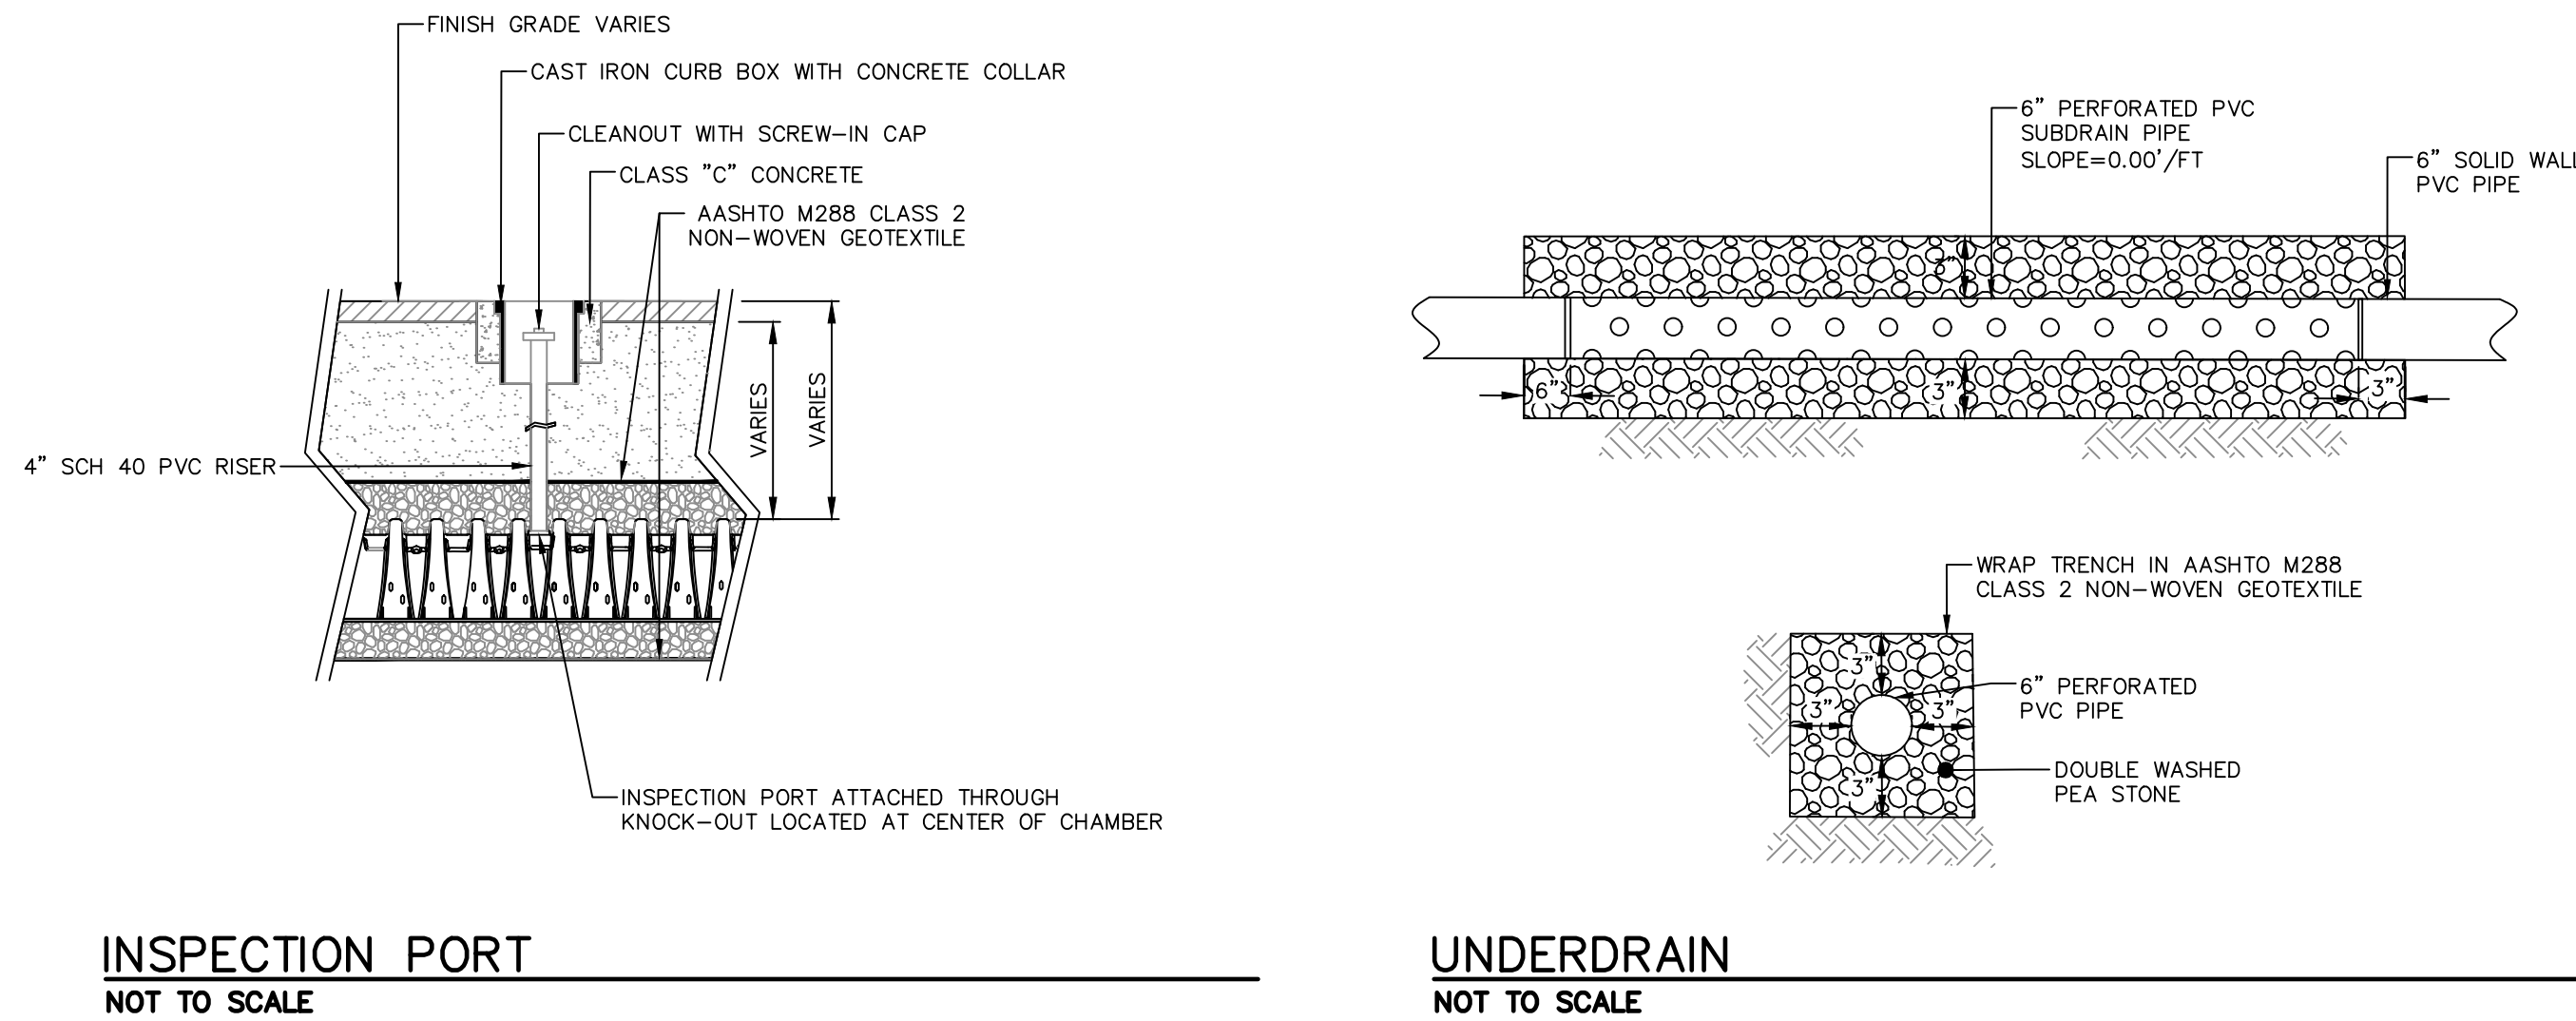 FINISH GRADE VARIES
CAST IRON CURB BOX WITH CONCRETE COLLAR
CLEANOUT WITH SCREW-IN CAP
CLASS "C" CONCRETE
AASHTO M288 CLASS 2
NON-WOVEN GEOTEXTILE
VARIES
VARIES
4" SCH 40 PVC RISER
INSPECTION PORT ATTACHED THROUGH
KNOCK-OUT LOCATED AT CENTER OF CHAMBER
INSPECTION PORT
NOT TO SCALE
6" PERFORATED PVC
SUBDRAIN PIPE
SLOPE=0.00'/FT
6" SOLID WALL
PVC PIPE
3"
6"
3"
3"
WRAP TRENCH IN AASHTO M288
CLASS 2 NON-WOVEN GEOTEXTILE
3"
6" PERFORATED
PVC PIPE
3"
3"
3"
DOUBLE WASHED
PEA STONE
UNDERDRAIN
NOT TO SCALE